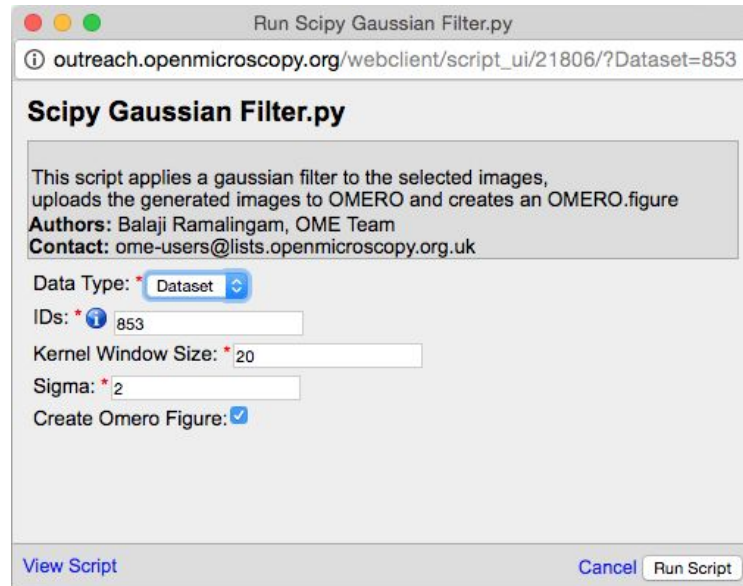 Run Scipy Gaussian Filter.py
outreach.openmicroscopy.org/webclient/script_ui/21806/?Dataset=853
Scipy Gaussian Filter.py
This script applies a gaussian filter to the selected images,
uploads the generated images to OMERO and creates an OMERO.figure
Authors: Balaji Ramalingam, OME Team
Contact: ome-users@lists.openmicroscopy.org.uk
Data Type: * Dataset
IDs: * 853
Kernel Window Size: * 20
Sigma: * 2
Create Omero Figure:
View Script Cancel Run Script